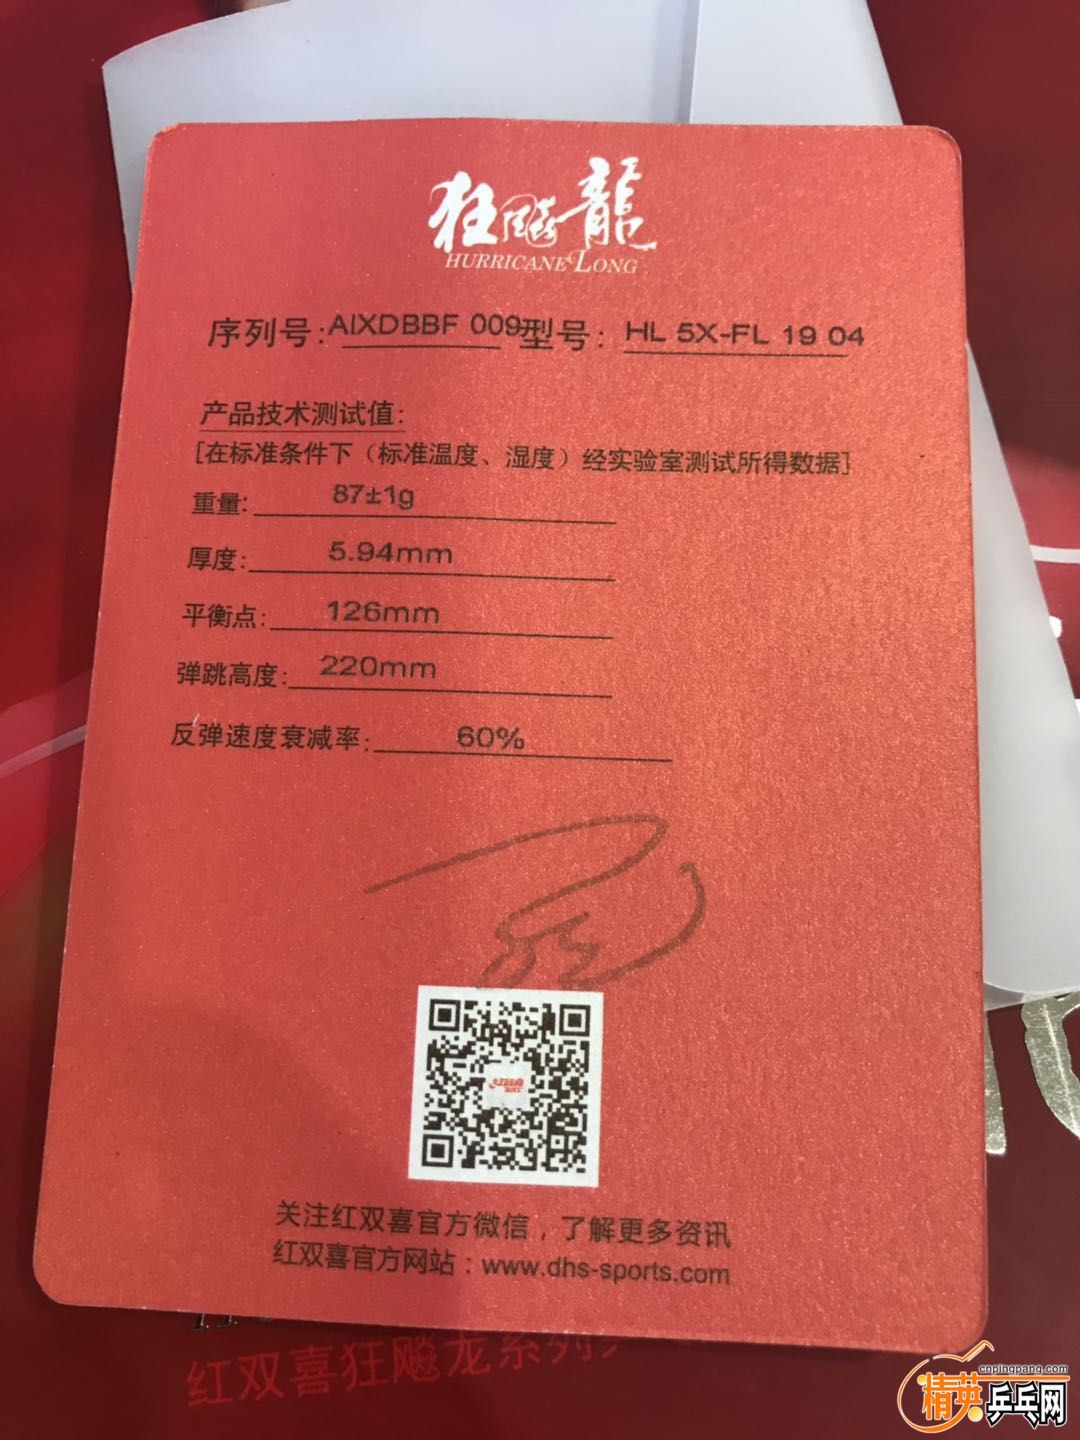 狂飚龍
HURRICANE LONG
序列号:AIXDBBF 009型号: HL 5X-FL 19 04
产品技术测试值:
[在标准条件下（标准温度、湿度）经实验室测试所得数据]
重量: 87±1g
厚度: 5.94mm
平衡点: 126mm
弹跳高度: 220mm
反弹速度衰减率: 60%
关注红双喜官方微信，了解更多资讯
红双喜官方网站：www.dhs-sports.com
红双喜狂飚龙系列
cnpingpang.com
精英乒乓网